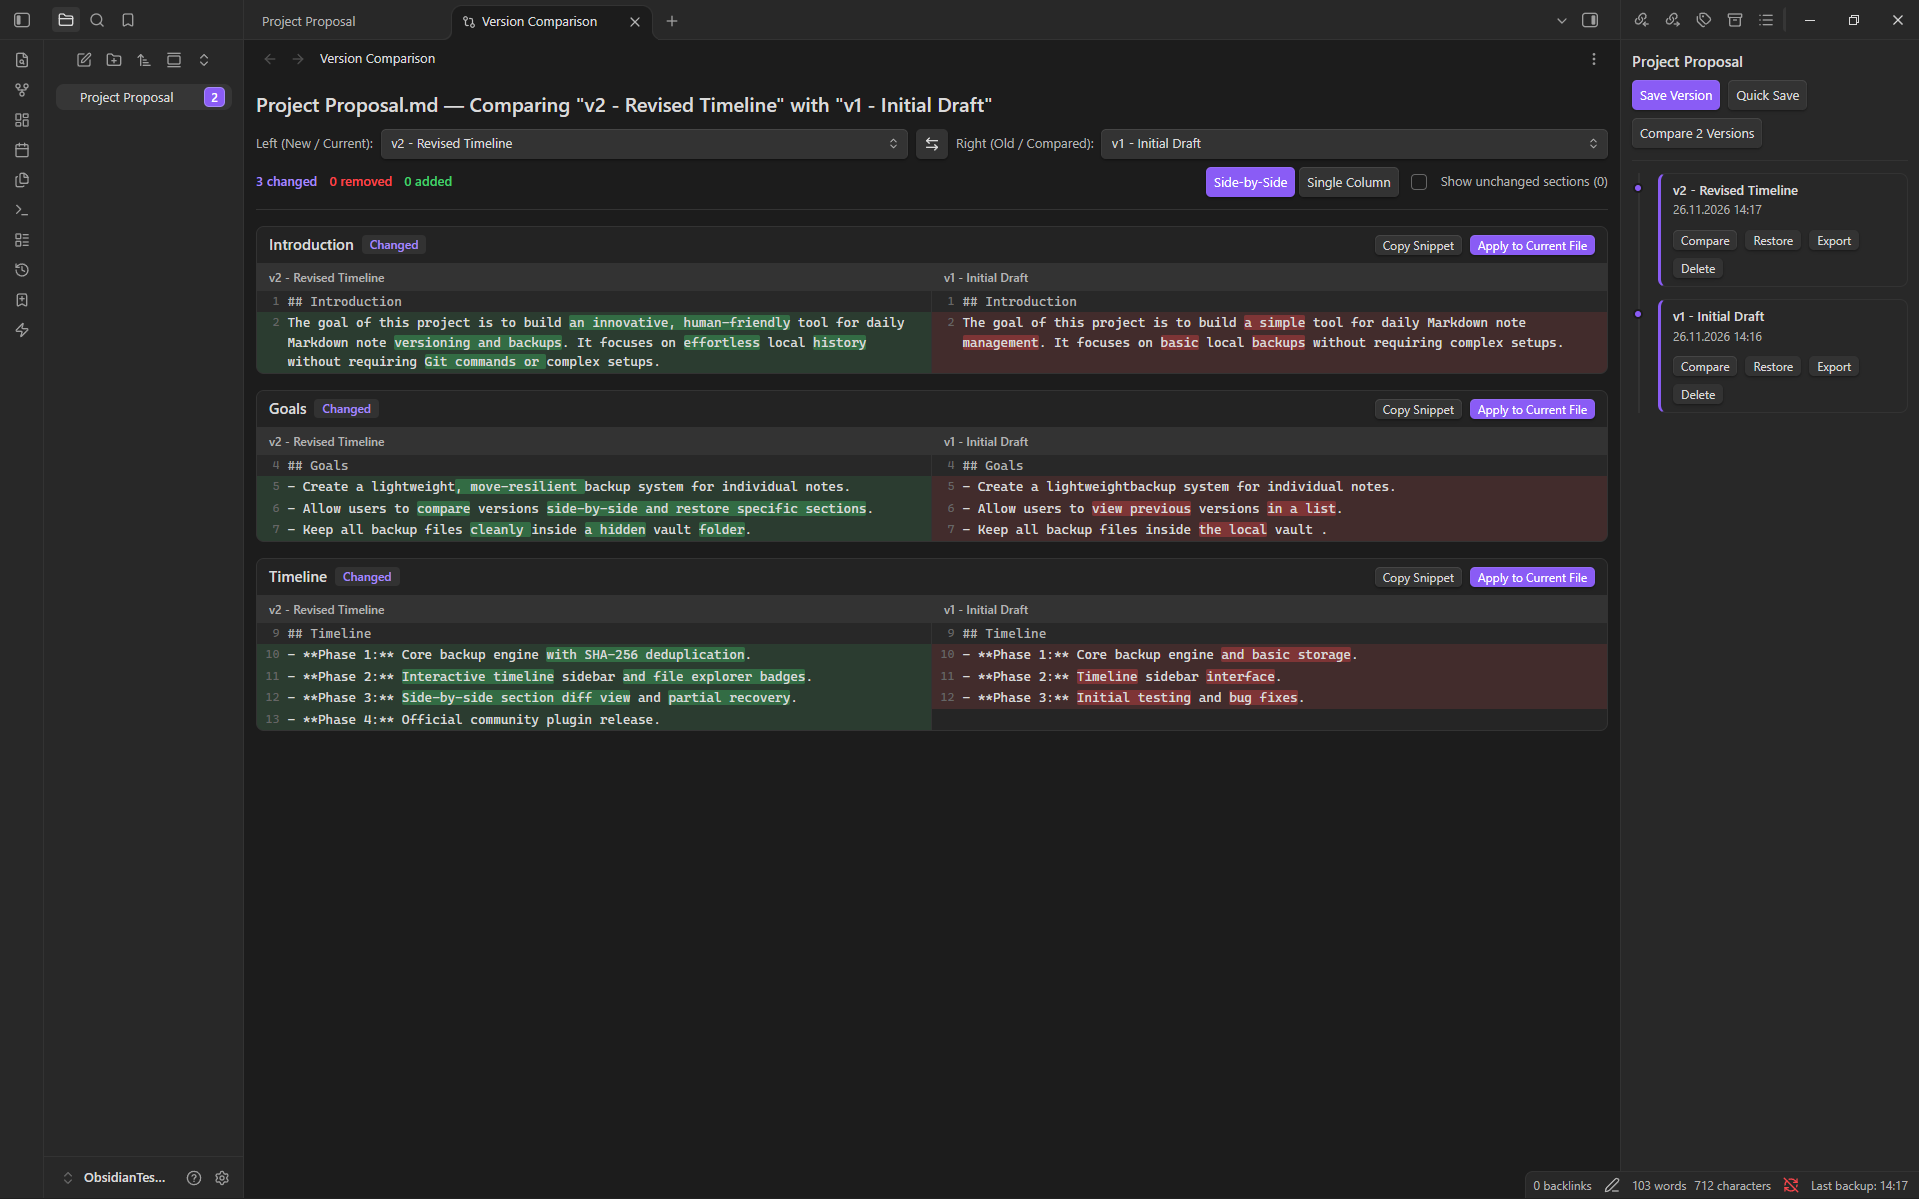 Project Proposal
Version Comparison
Project Proposal 2
Version Comparison
Project Proposal.md — Comparing "v2 - Revised Timeline" with "v1 - Initial Draft"
Left (New / Current): v2 - Revised Timeline
Right (Old / Compared): v1 - Initial Draft
3 changed 0 removed 0 added
Side-by-Side Single Column Show unchanged sections (0)
Introduction Changed Copy Snippet Apply to Current File
v2 - Revised Timeline
1 ## Introduction
2 The goal of this project is to build an innovative, human-friendly tool for daily
Markdown note versioning and backups. It focuses on effortless local history
without requiring Git commands or complex setups.
v1 - Initial Draft
1 ## Introduction
2 The goal of this project is to build a simple tool for daily Markdown note
management. It focuses on basic local backups without requiring complex setups.
Goals Changed Copy Snippet Apply to Current File
v2 - Revised Timeline
4 ## Goals
5 - Create a lightweight, move-resilient backup system for individual notes.
6 - Allow users to compare versions side-by-side and restore specific sections.
7 - Keep all backup files cleanly inside a hidden vault folder.
v1 - Initial Draft
4 ## Goals
5 - Create a lightweightbackup system for individual notes.
6 - Allow users to view previous versions in a list.
7 - Keep all backup files inside the local vault .
Timeline Changed Copy Snippet Apply to Current File
v2 - Revised Timeline
9 ## Timeline
10 - **Phase 1:** Core backup engine with SHA-256 deduplication.
11 - **Phase 2:** Interactive timeline sidebar and file explorer badges.
12 - **Phase 3:** Side-by-side section diff view and partial recovery.
13 - **Phase 4:** Official community plugin release.
v1 - Initial Draft
9 ## Timeline
10 - **Phase 1:** Core backup engine and basic storage.
11 - **Phase 2:** Timeline sidebar interface.
12 - **Phase 3:** Initial testing and bug fixes.
Project Proposal
Save Version Quick Save
Compare 2 Versions
v2 - Revised Timeline
26.11.2026 14:17
Compare Restore Export
Delete
v1 - Initial Draft
26.11.2026 14:16
Compare Restore Export
Delete
ObsidianTes...
0 backlinks 103 words 712 characters Last backup: 14:17